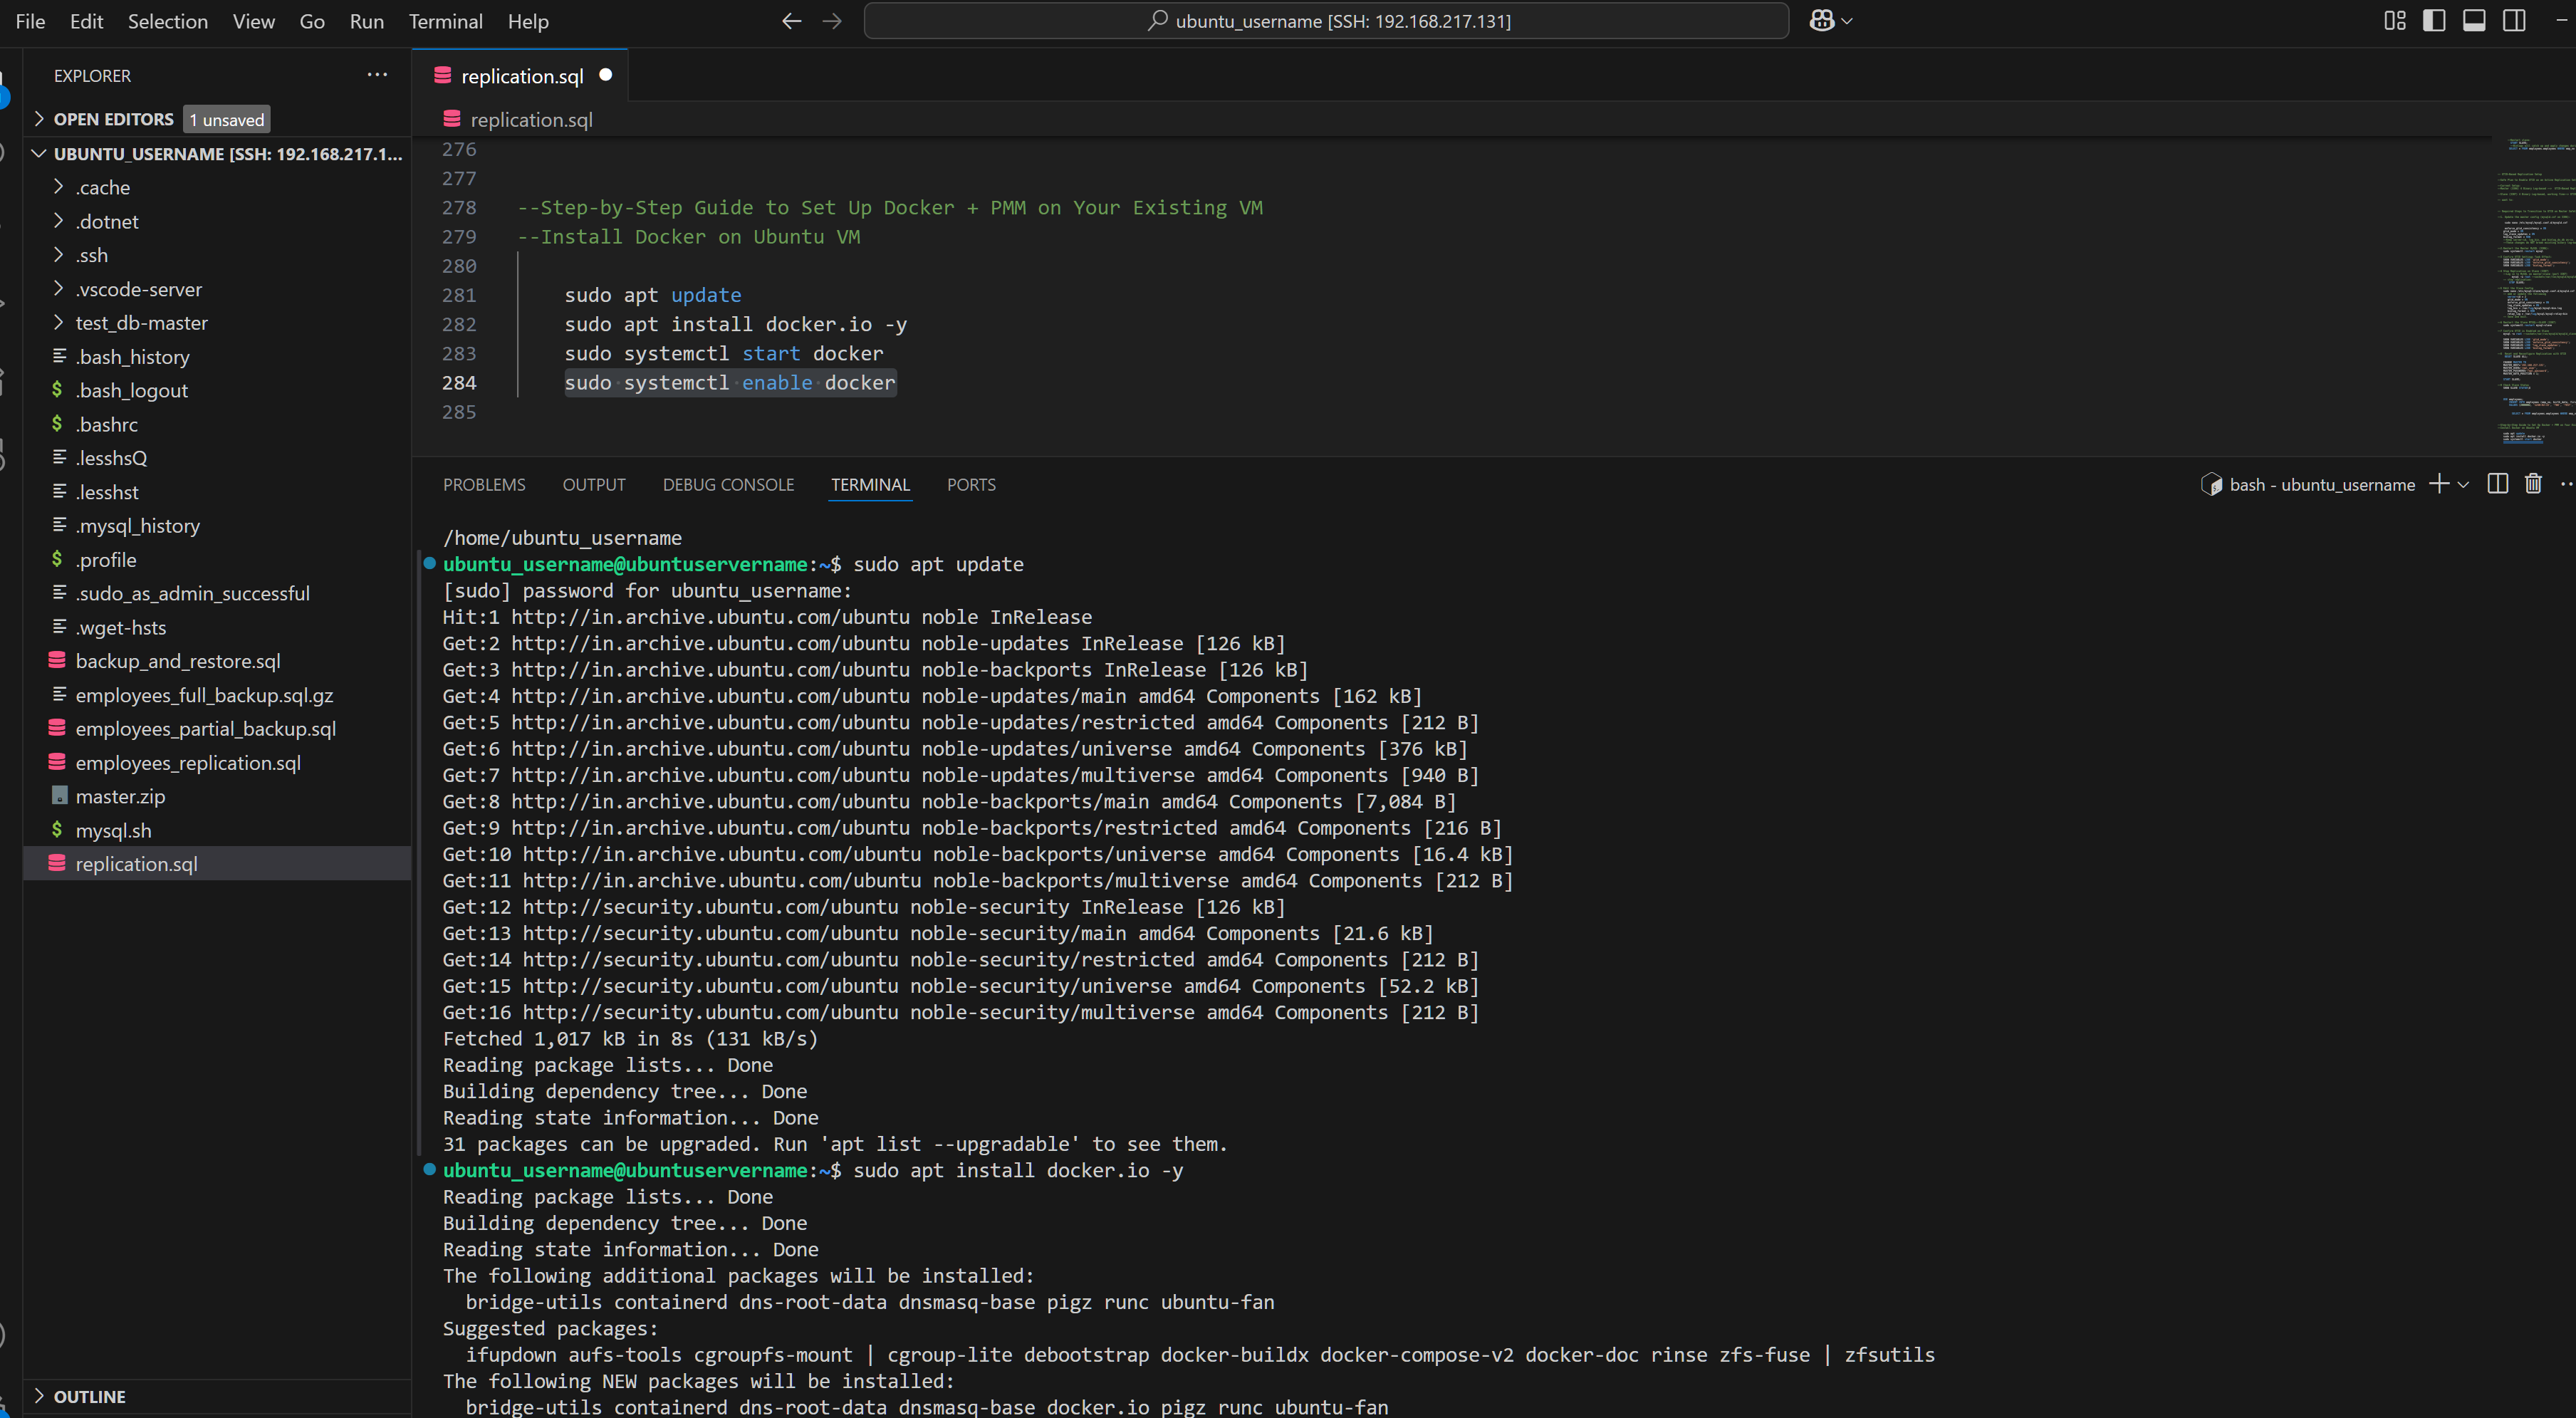 File Edit Selection View Go Run Terminal Help
ubuntu_username [SSH: 192.168.217.131]
EXPLORER
OPEN EDITORS 1 unsaved
UBUNTU_USERNAME [SSH: 192.168.217.1...
.cache
.dotnet
.ssh
.vscode-server
test_db-master
.bash_history
.bash_logout
.bashrc
.lesshsQ
.lesshst
.mysql_history
.profile
.sudo_as_admin_successful
.wget-hsts
backup_and_restore.sql
employees_full_backup.sql.gz
employees_partial_backup.sql
employees_replication.sql
master.zip
mysql.sh
replication.sql
OUTLINE
replication.sql
replication.sql
276
277
278 --Step-by-Step Guide to Set Up Docker + PMM on Your Existing VM
279 --Install Docker on Ubuntu VM
280
281 sudo apt update
282 sudo apt install docker.io -y
283 sudo systemctl start docker
284 sudo systemctl enable docker
285
PROBLEMS OUTPUT DEBUG CONSOLE TERMINAL PORTS
bash - ubuntu_username
/home/ubuntu_username
ubuntu_username@ubuntuservername:~$ sudo apt update
[sudo] password for ubuntu_username:
Hit:1 http://in.archive.ubuntu.com/ubuntu noble InRelease
Get:2 http://in.archive.ubuntu.com/ubuntu noble-updates InRelease [126 kB]
Get:3 http://in.archive.ubuntu.com/ubuntu noble-backports InRelease [126 kB]
Get:4 http://in.archive.ubuntu.com/ubuntu noble-updates/main amd64 Components [162 kB]
Get:5 http://in.archive.ubuntu.com/ubuntu noble-updates/restricted amd64 Components [212 B]
Get:6 http://in.archive.ubuntu.com/ubuntu noble-updates/universe amd64 Components [376 kB]
Get:7 http://in.archive.ubuntu.com/ubuntu noble-updates/multiverse amd64 Components [940 B]
Get:8 http://in.archive.ubuntu.com/ubuntu noble-backports/main amd64 Components [7,084 B]
Get:9 http://in.archive.ubuntu.com/ubuntu noble-backports/restricted amd64 Components [216 B]
Get:10 http://in.archive.ubuntu.com/ubuntu noble-backports/universe amd64 Components [16.4 kB]
Get:11 http://in.archive.ubuntu.com/ubuntu noble-backports/multiverse amd64 Components [212 B]
Get:12 http://security.ubuntu.com/ubuntu noble-security InRelease [126 kB]
Get:13 http://security.ubuntu.com/ubuntu noble-security/main amd64 Components [21.6 kB]
Get:14 http://security.ubuntu.com/ubuntu noble-security/restricted amd64 Components [212 B]
Get:15 http://security.ubuntu.com/ubuntu noble-security/universe amd64 Components [52.2 kB]
Get:16 http://security.ubuntu.com/ubuntu noble-security/multiverse amd64 Components [212 B]
Fetched 1,017 kB in 8s (131 kB/s)
Reading package lists... Done
Building dependency tree... Done
Reading state information... Done
31 packages can be upgraded. Run 'apt list --upgradable' to see them.
ubuntu_username@ubuntuservername:~$ sudo apt install docker.io -y
Reading package lists... Done
Building dependency tree... Done
Reading state information... Done
The following additional packages will be installed:
bridge-utils containerd dns-root-data dnsmasq-base pigz runc ubuntu-fan
Suggested packages:
ifupdown aufs-tools cgroupfs-mount | cgroup-lite debootstrap docker-buildx docker-compose-v2 docker-doc rinse zfs-fuse | zfsutils
The following NEW packages will be installed:
bridge-utils containerd dns-root-data dnsmasq-base docker.io pigz runc ubuntu-fan